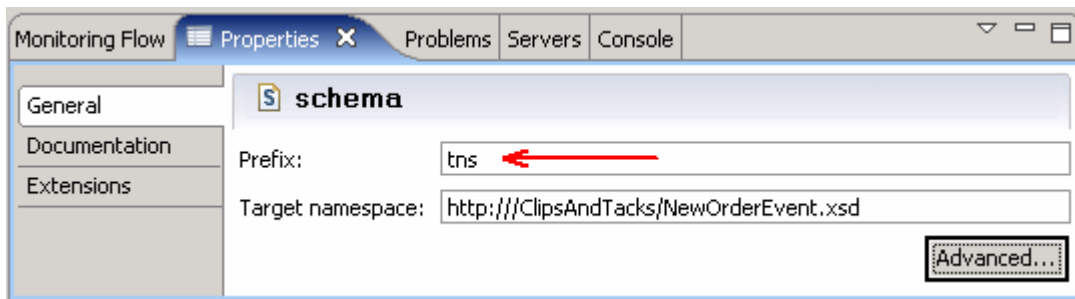 Monitoring Flow Properties Problems Servers Console
General
Documentation
Extensions
schema
Prefix: tns
Target namespace: http:///ClipsAndTacks/NewOrderEvent.xsd
Advanced...